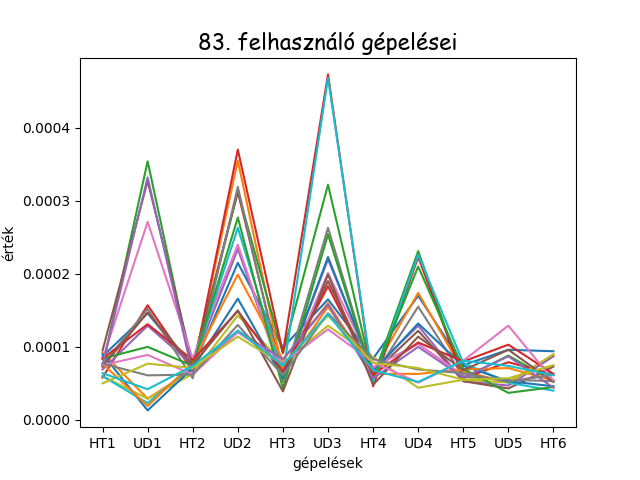 83. felhasználó gépelései
érték
0.0004
0.0003
0.0002
0.0001
0.0000
HT1 UD1 HT2 UD2 HT3 UD3 HT4 UD4 HT5 UD5 HT6
gépelések